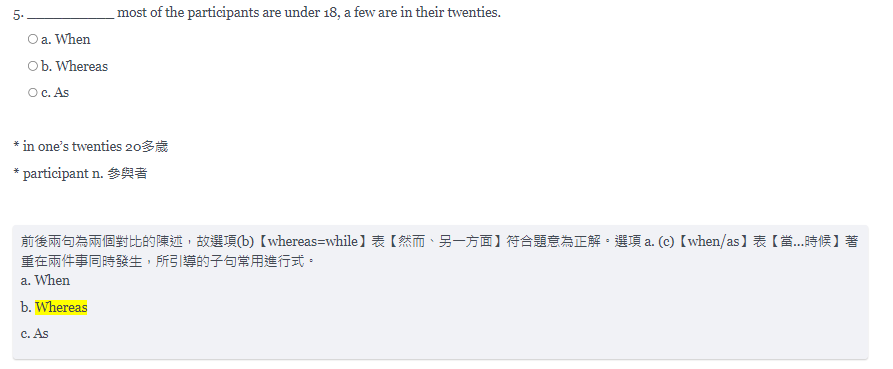 5. ____________ most of the participants are under 18, a few are in their twenties.
a. When
b. Whereas
c. As
* in one’s twenties 20多歲
* participant n. 參與者
前後兩句為兩個對比的陳述，故選項(b)【whereas=while】表【然而、另一方面】符合題意為正解。選項 a. (c)【when/as】表【當...時候】著
重在兩件事同時發生，所引導的子句常用進行式。
a. When
b. Whereas
c. As